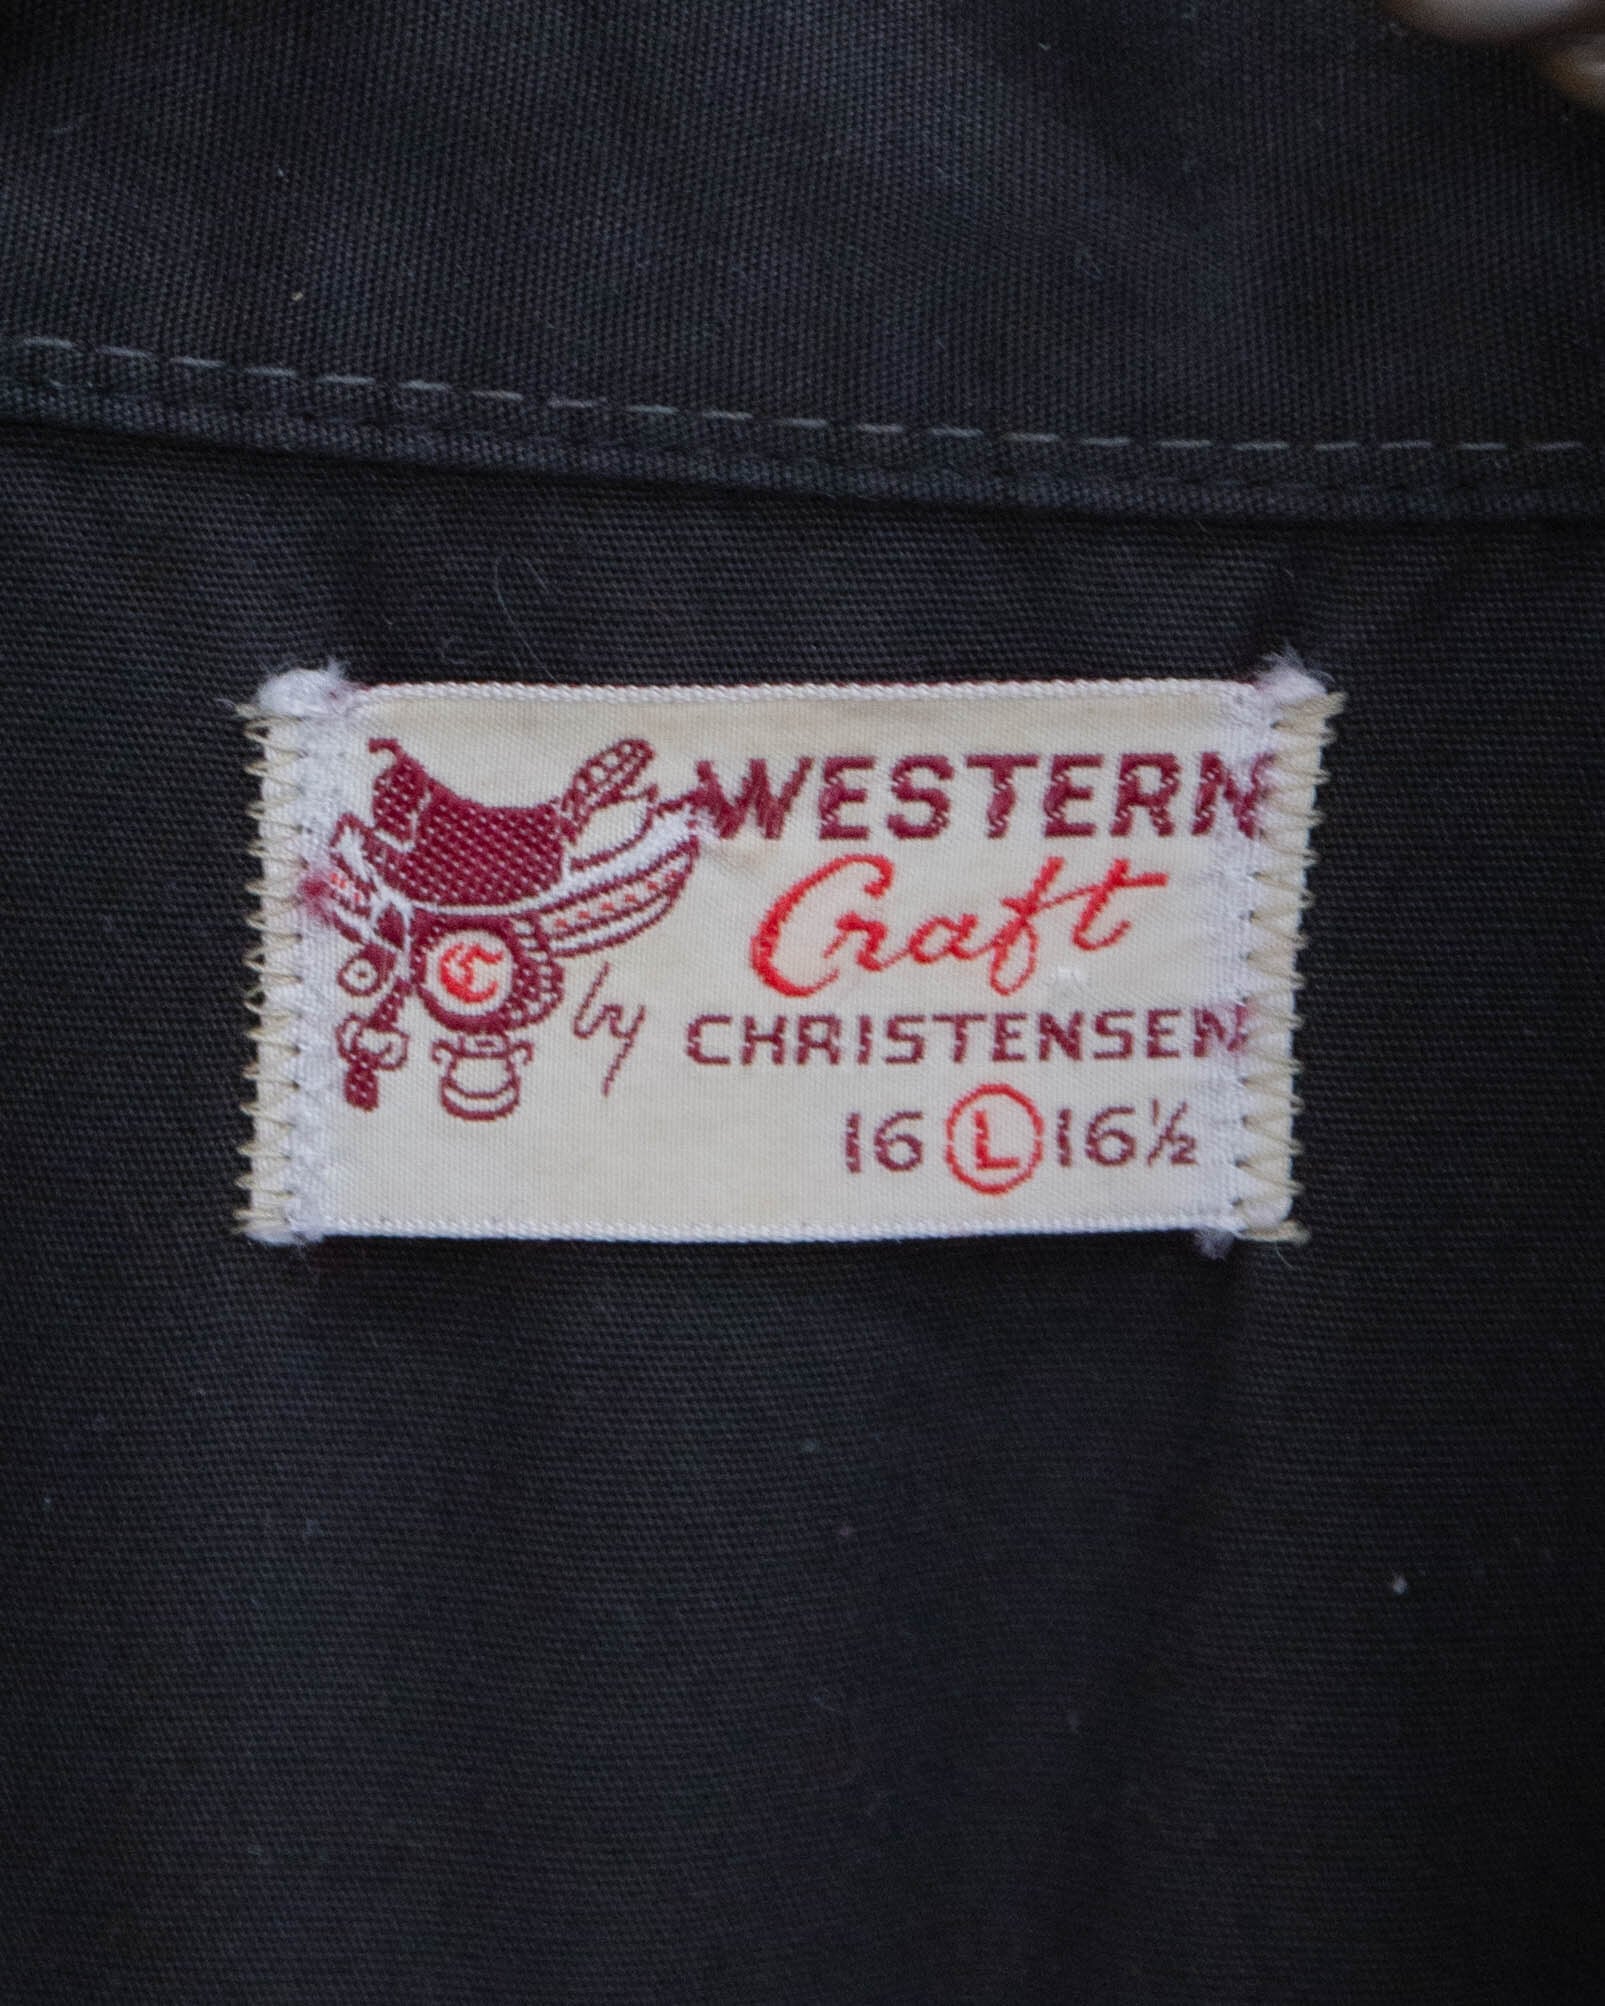 WESTERN
Craft
by CHRISTENSEN
16 L 16½
C